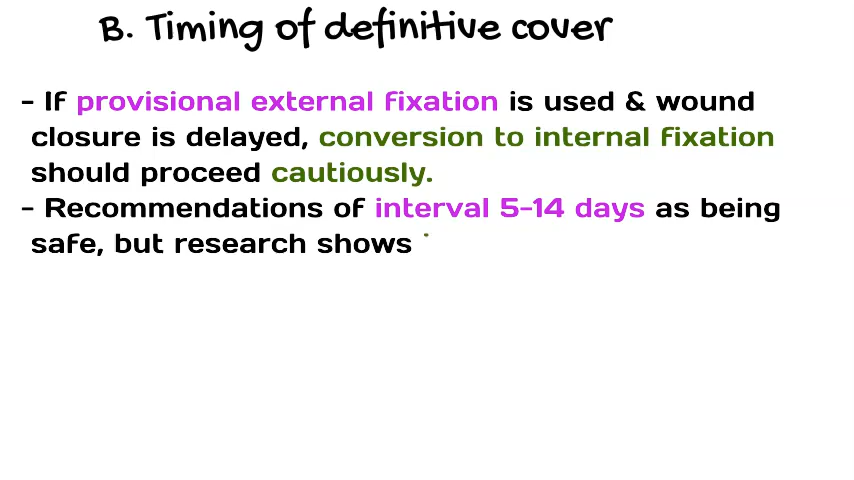 B. Timing of definitive cover
- If provisional external fixation is used & wound
closure is delayed, conversion to internal fixation
should proceed cautiously.
- Recommendations of interval 5-14 days as being
safe, but research shows